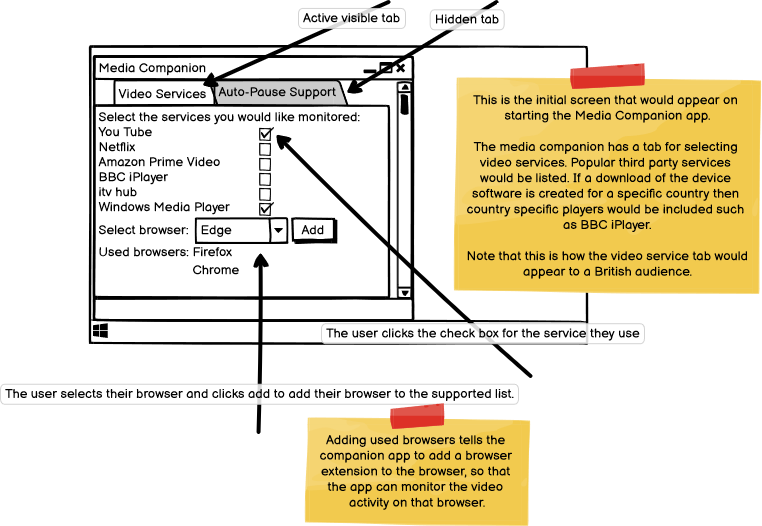 Active visible tab
Hidden tab
Media Companion
Video Services
Auto-Pause Support
Select the services you would like monitored:
You Tube
Netflix
Amazon Prime Video
BBC iPlayer
itv hub
Windows Media Player
Select browser: Edge Add
Used browsers: Firefox
Chrome
This is the initial screen that would appear on
starting the Media Companion app.
The media companion has a tab for selecting
video services. Popular third party services
would be listed. If a download of the device
software is created for a specific country then
country specific players would be included such
as BBC iPlayer.
Note that this is how the video service tab would
appear to a British audience.
The user clicks the check box for the service they use
The user selects their browser and clicks add to add their browser to the supported list.
Adding used browsers tells the
companion app to add a browser
extension to the browser, so that
the app can monitor the video
activity on that browser.